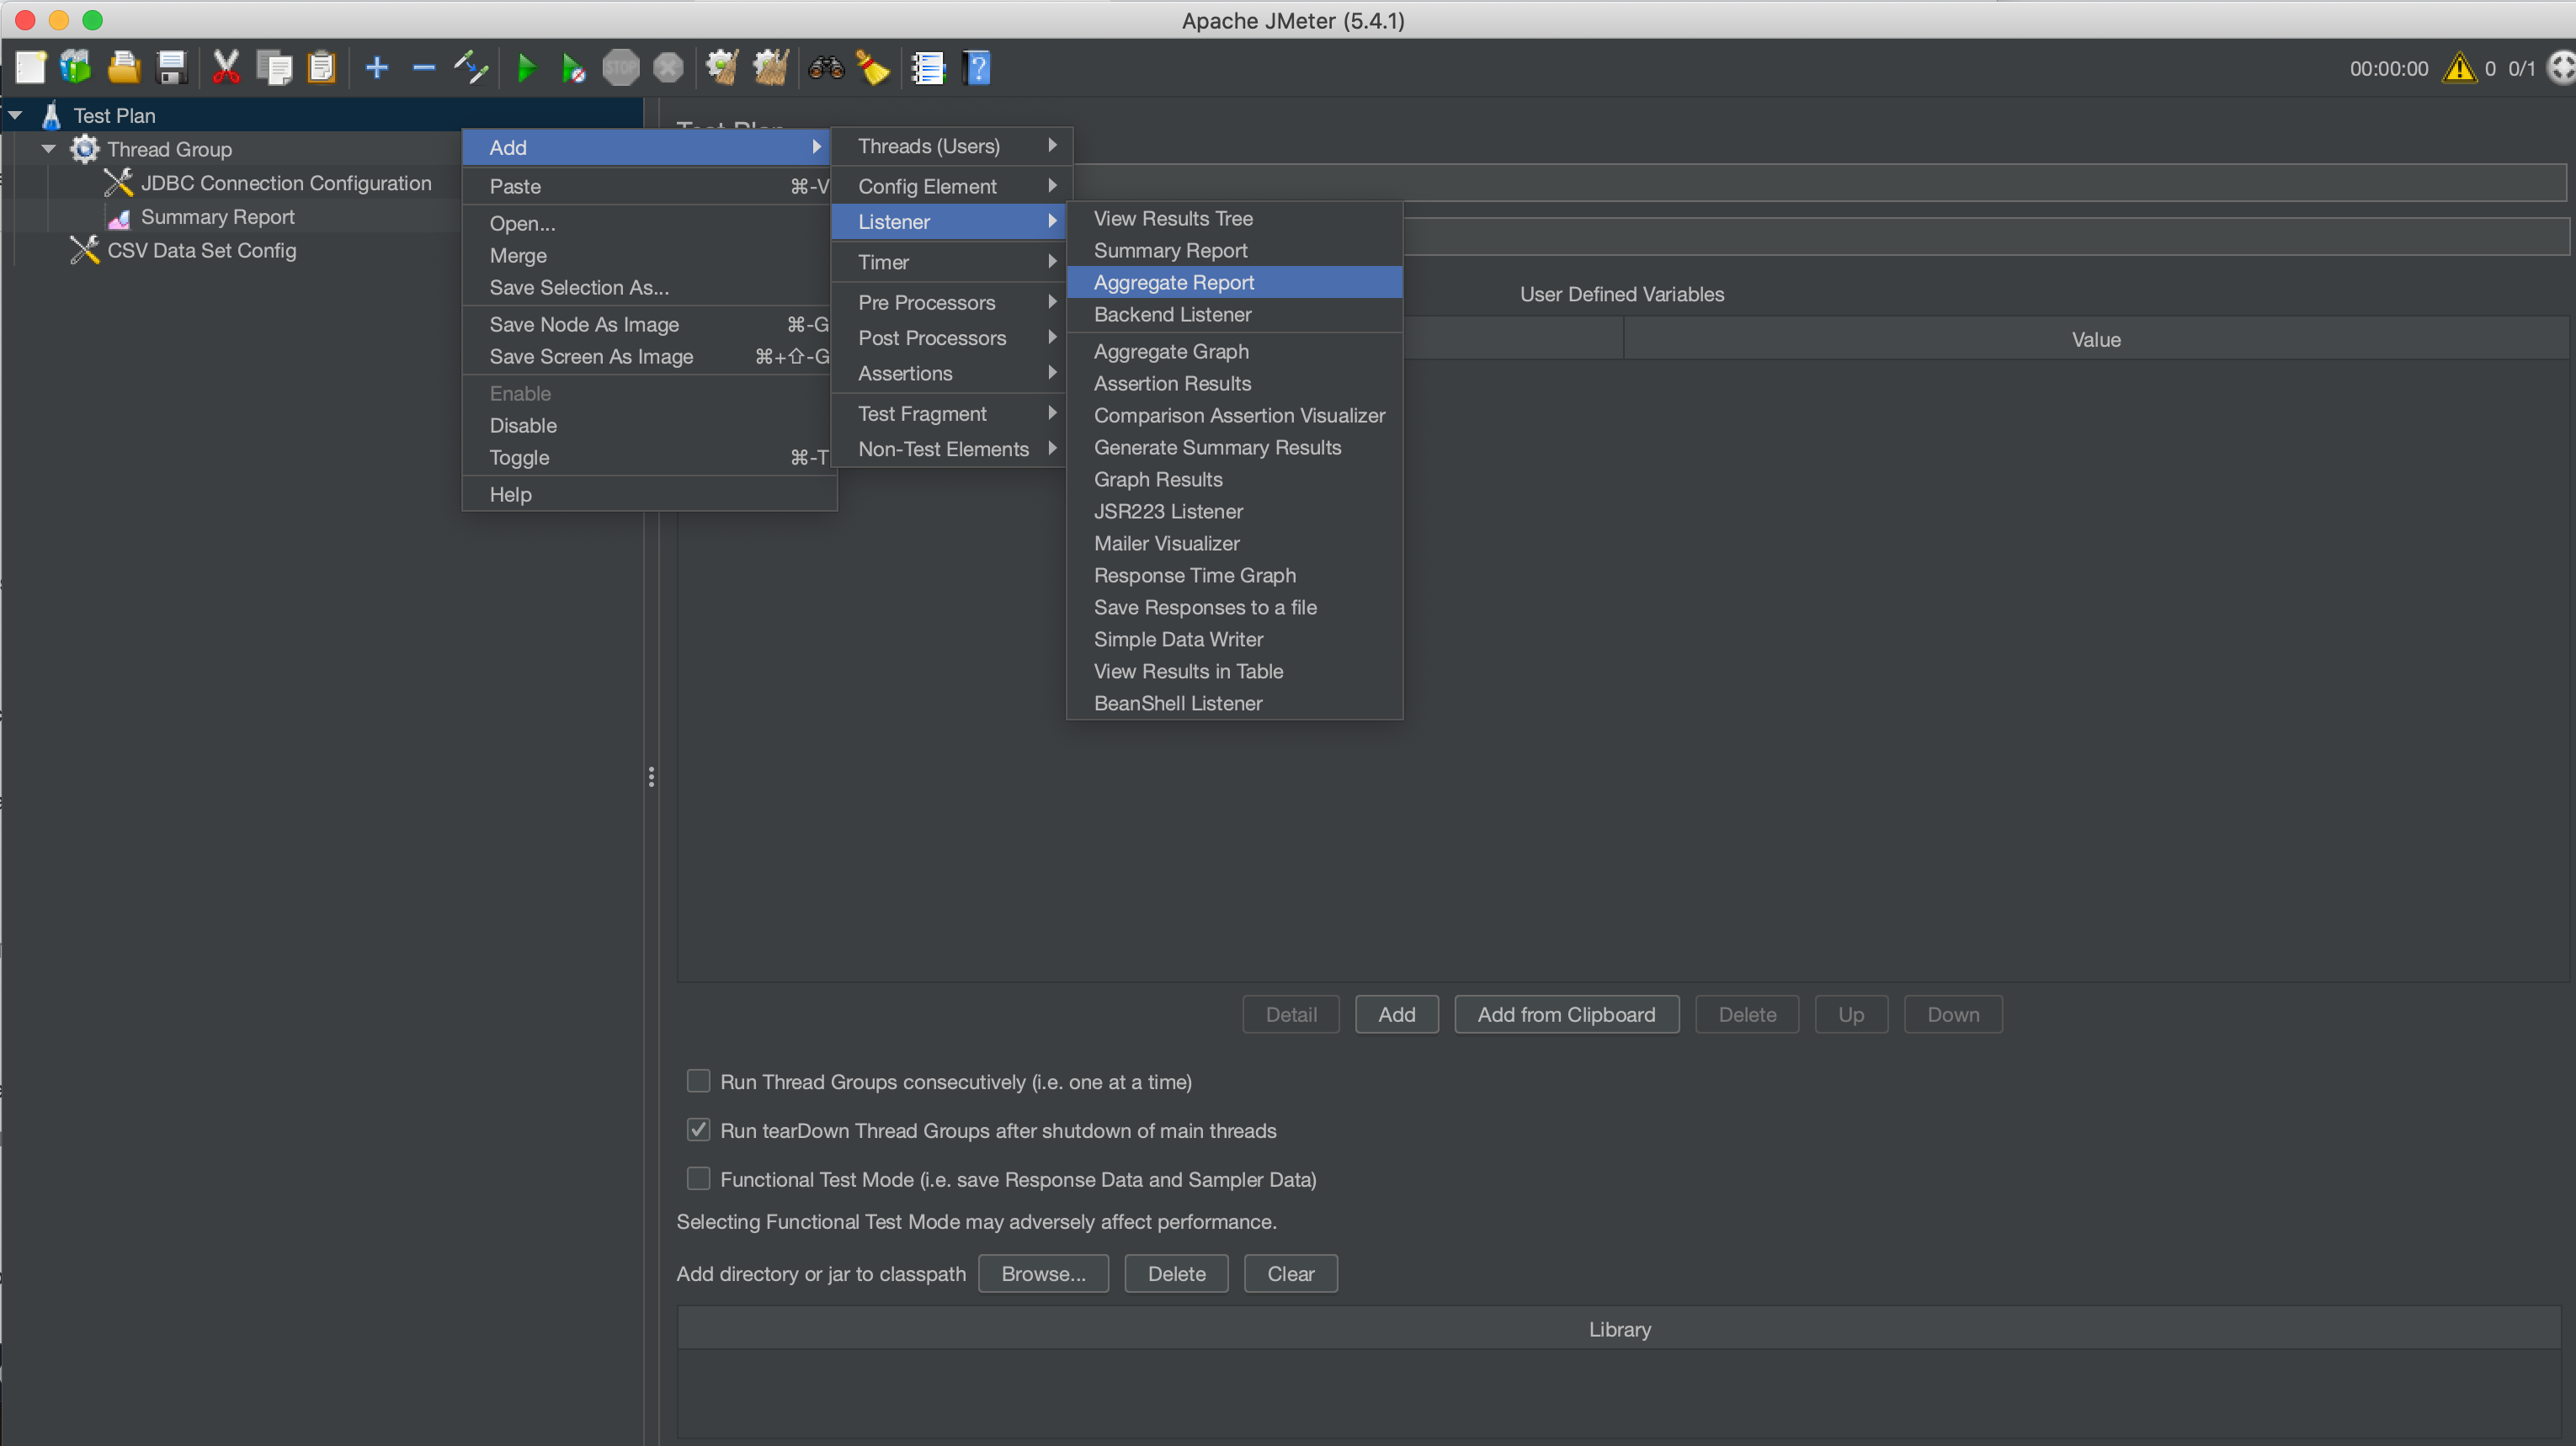 Apache JMeter (5.4.1)
STOP
?
00:00:00 0 0/1
Test Plan
Thread Group
JDBC Connection Configuration
Summary Report
CSV Data Set Config
Add
Paste ⌘-V
Open...
Merge
Save Selection As...
Save Node As Image ⌘-G
Save Screen As Image ⌘+⇧-G
Enable
Disable
Toggle ⌘-T
Help
Threads (Users)
Config Element
Listener
Timer
Pre Processors
Post Processors
Assertions
Test Fragment
Non-Test Elements
View Results Tree
Summary Report
Aggregate Report
Backend Listener
Aggregate Graph
Assertion Results
Comparison Assertion Visualizer
Generate Summary Results
Graph Results
JSR223 Listener
Mailer Visualizer
Response Time Graph
Save Responses to a file
Simple Data Writer
View Results in Table
BeanShell Listener
Test Plan
User Defined Variables
Value
Detail Add Add from Clipboard Delete Up Down
Run Thread Groups consecutively (i.e. one at a time)
Run tearDown Thread Groups after shutdown of main threads
Functional Test Mode (i.e. save Response Data and Sampler Data)
Selecting Functional Test Mode may adversely affect performance.
Add directory or jar to classpath Browse... Delete Clear
Library